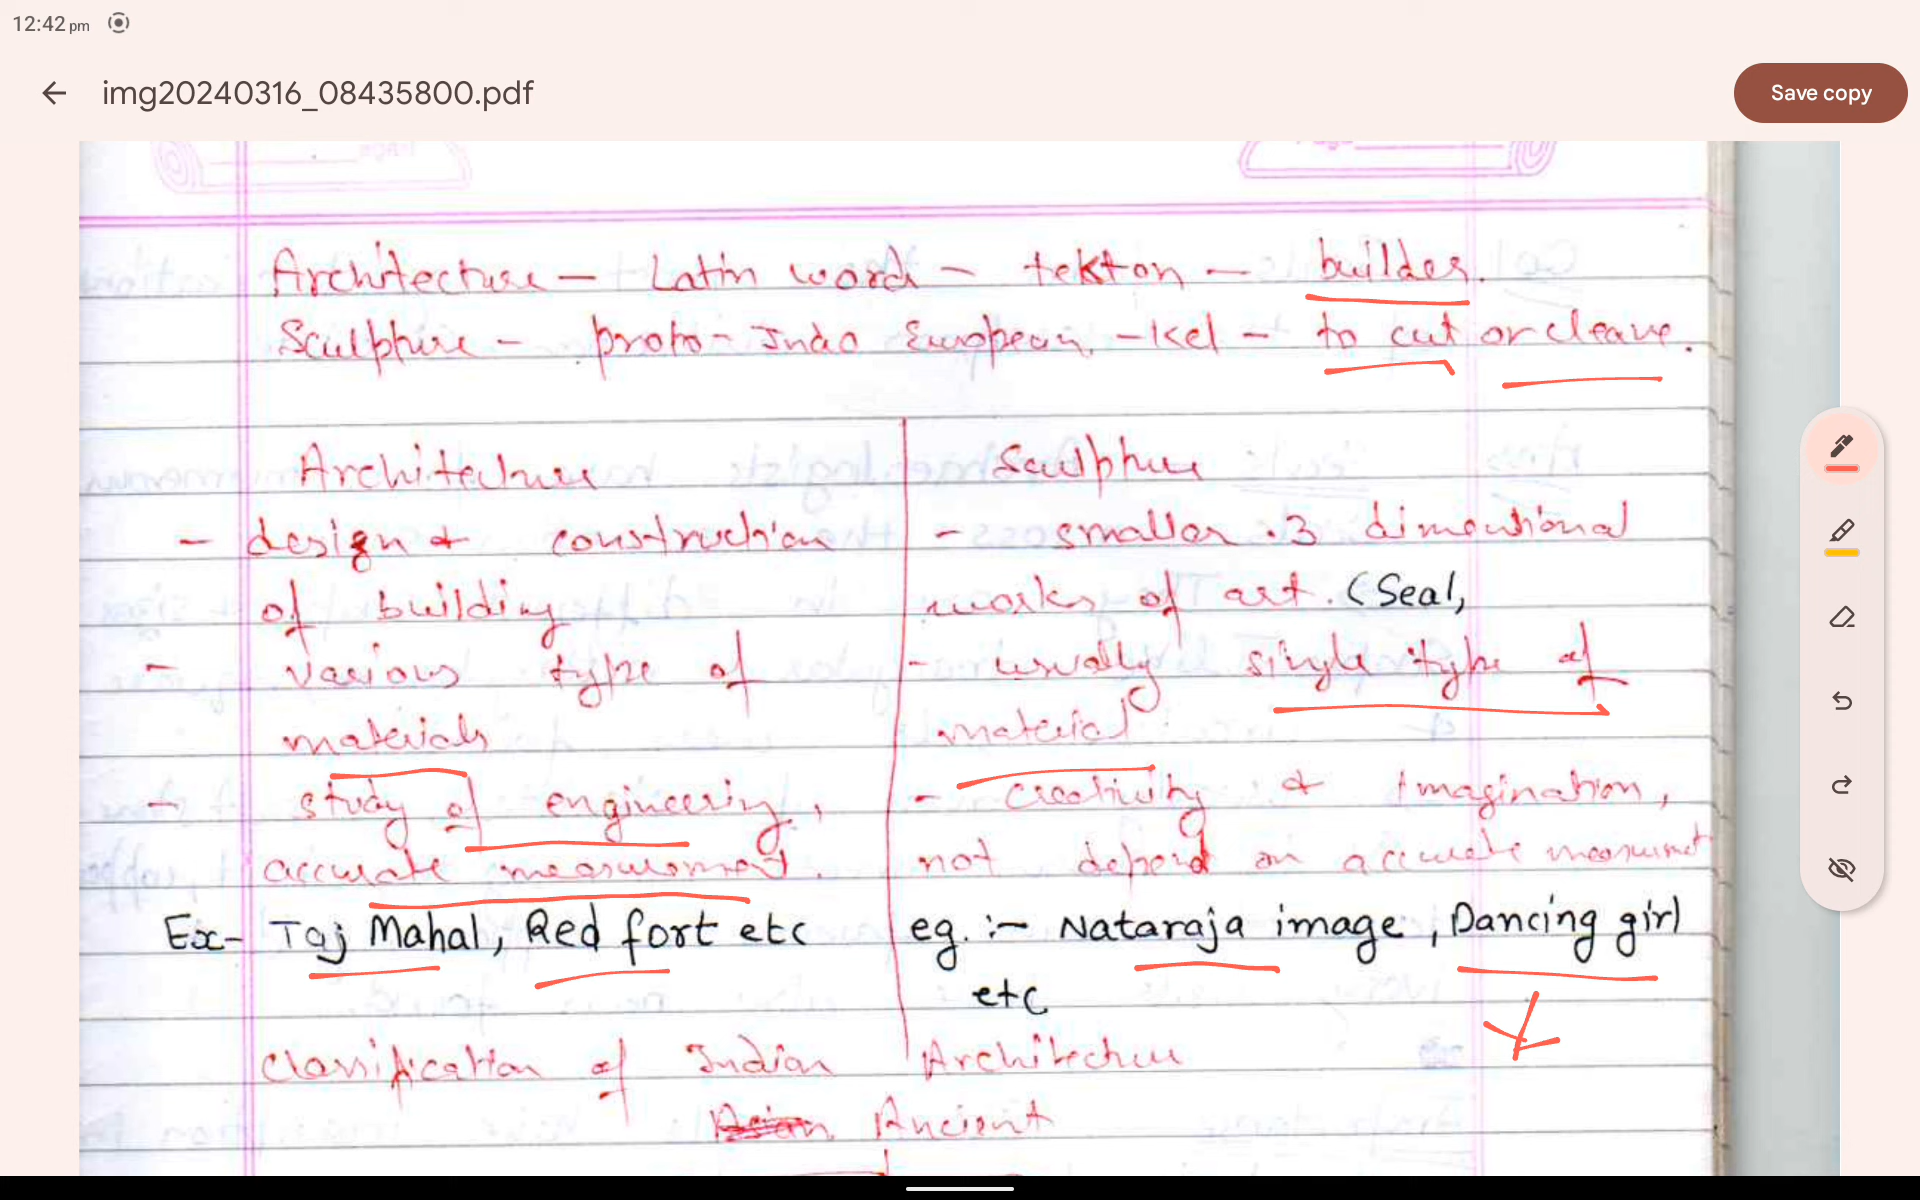 12:42 pm
img20240316_08435800.pdf
Save copy
Architecture - Latin word - tekton - builder.
Sculpture - proto-Indo European - kel - to cut or cleave.
Architecture
- design & construction of building
- various type of materials
- study of engineering, accurate measurement.
Ex- Taj Mahal, Red fort etc
Sculpture
- smaller 3 dimentional works of art. (Seal,
- usually single type of material
- creativity & imagination, not depend on accurate measurment
eg. :- Nataraja image, Dancing girl etc
Classification of Indian Architecture
Ancient